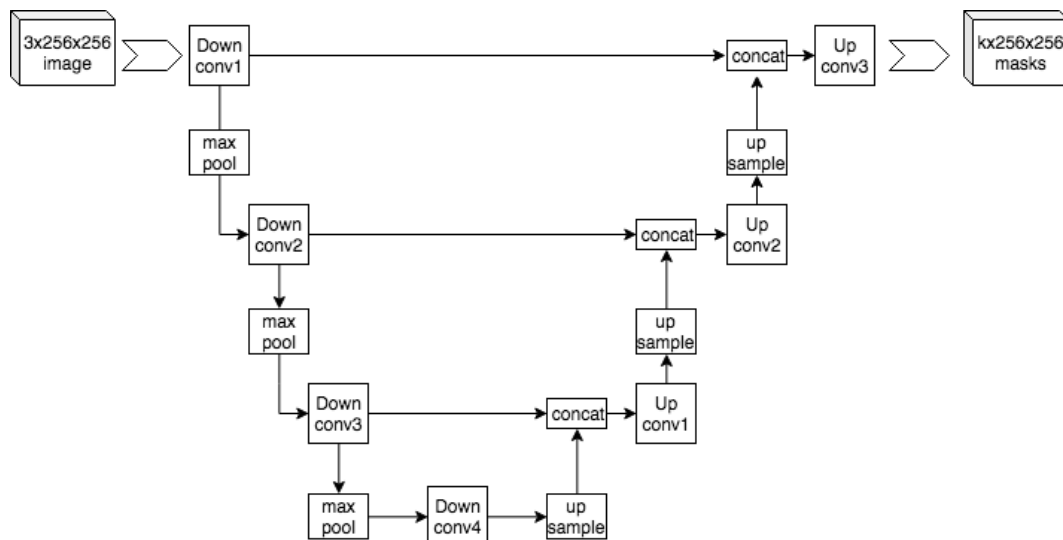 3x256x256
image
Down
conv1
concat
Up
conv3
kx256x256
masks
max
pool
up
sample
Down
conv2
concat
Up
conv2
max
pool
up
sample
Down
conv3
concat
Up
conv1
max
pool
Down
conv4
up
sample